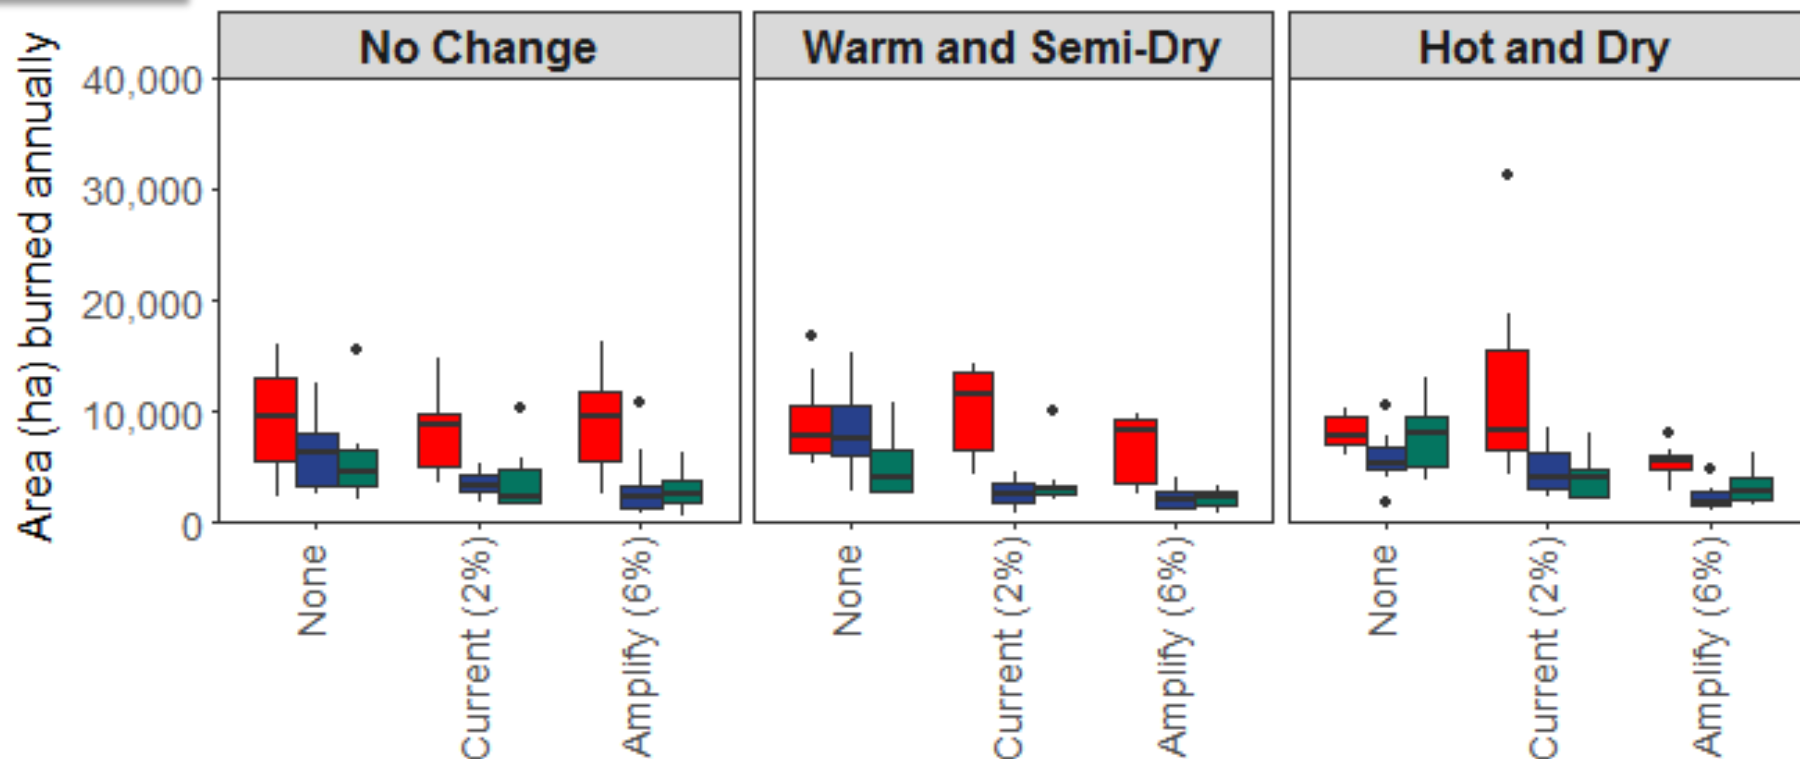 No Change
Warm and Semi-Dry
Hot and Dry
Area (ha) burned annually
40,000
30,000
20,000
10,000
0
None
Current (2%)
Amplify (6%)
None
Current (2%)
Amplify (6%)
None
Current (2%)
Amplify (6%)